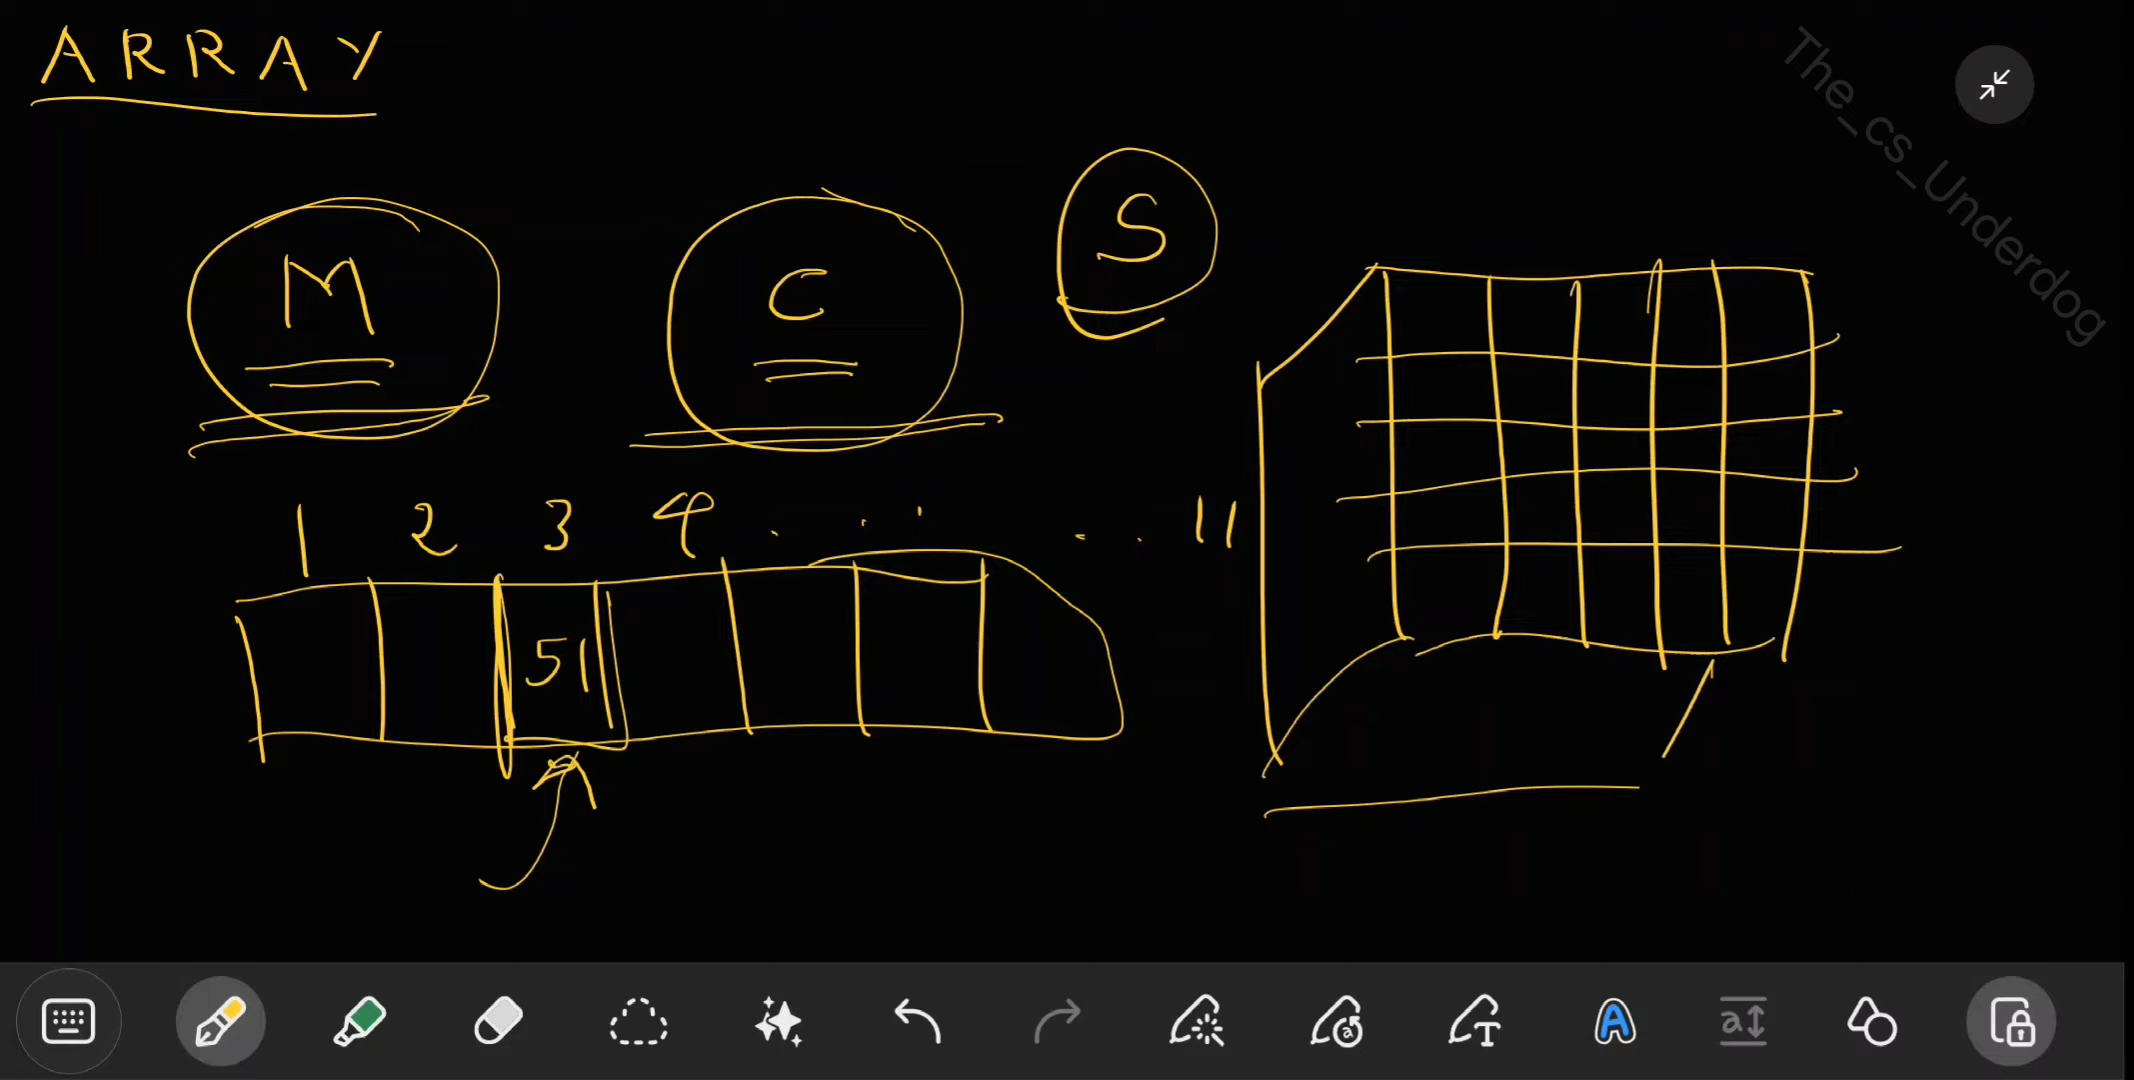 ARRAY
The_cs_Underdog
M
C
S
1 2 3 4 . . . . . 11
51